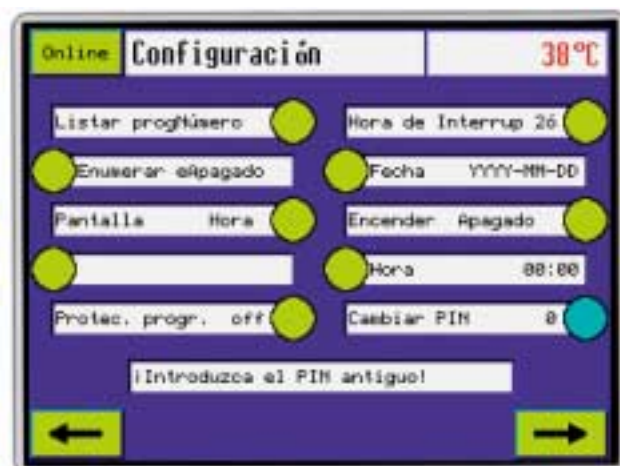 Online Configuración 38°C
Listar progNúmero Hora de Interrup 26
Enumerar eApagado Fecha YYYY-MM-DD
Pantalla Hora Encender Apagado
Hora 00:00
Protec. progr. off Cambiar PIN 0
¡Introduzca el PIN antiguo!